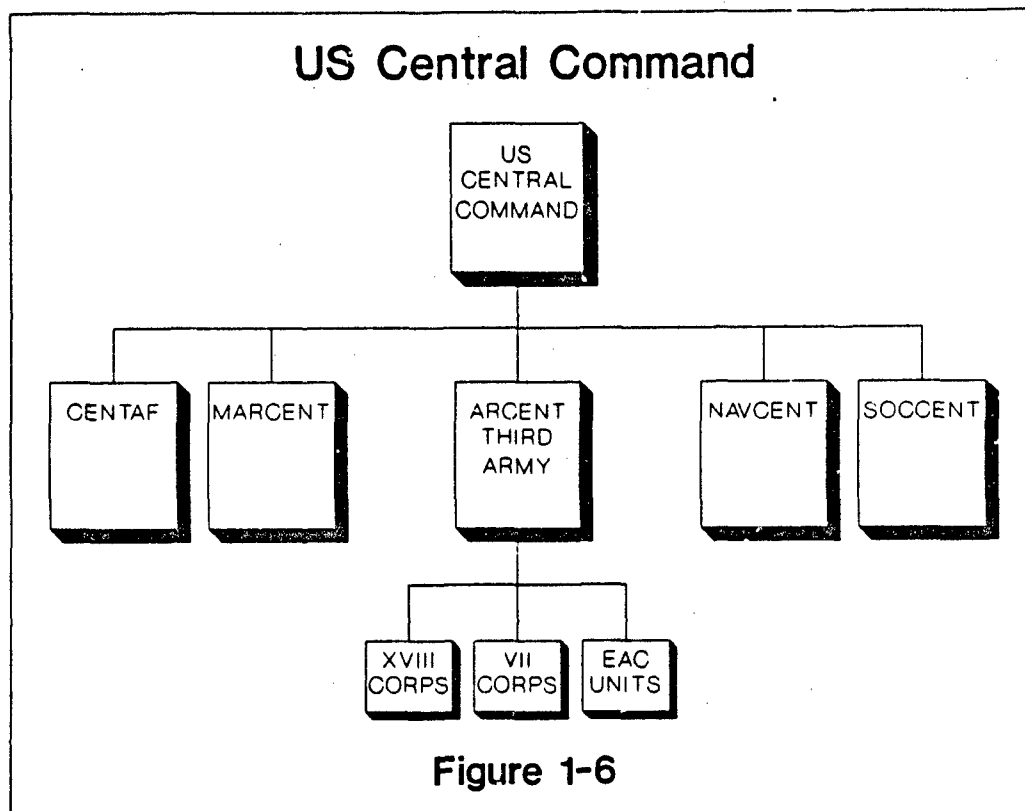 US Central Command
US
CENTRAL
COMMAND
CENTAF
MARCENT
ARCENT
THIRD
ARMY
NAVCENT
SOCCENT
XVIII
CORPS
VII
CORPS
EAC
UNITS
Figure 1-6